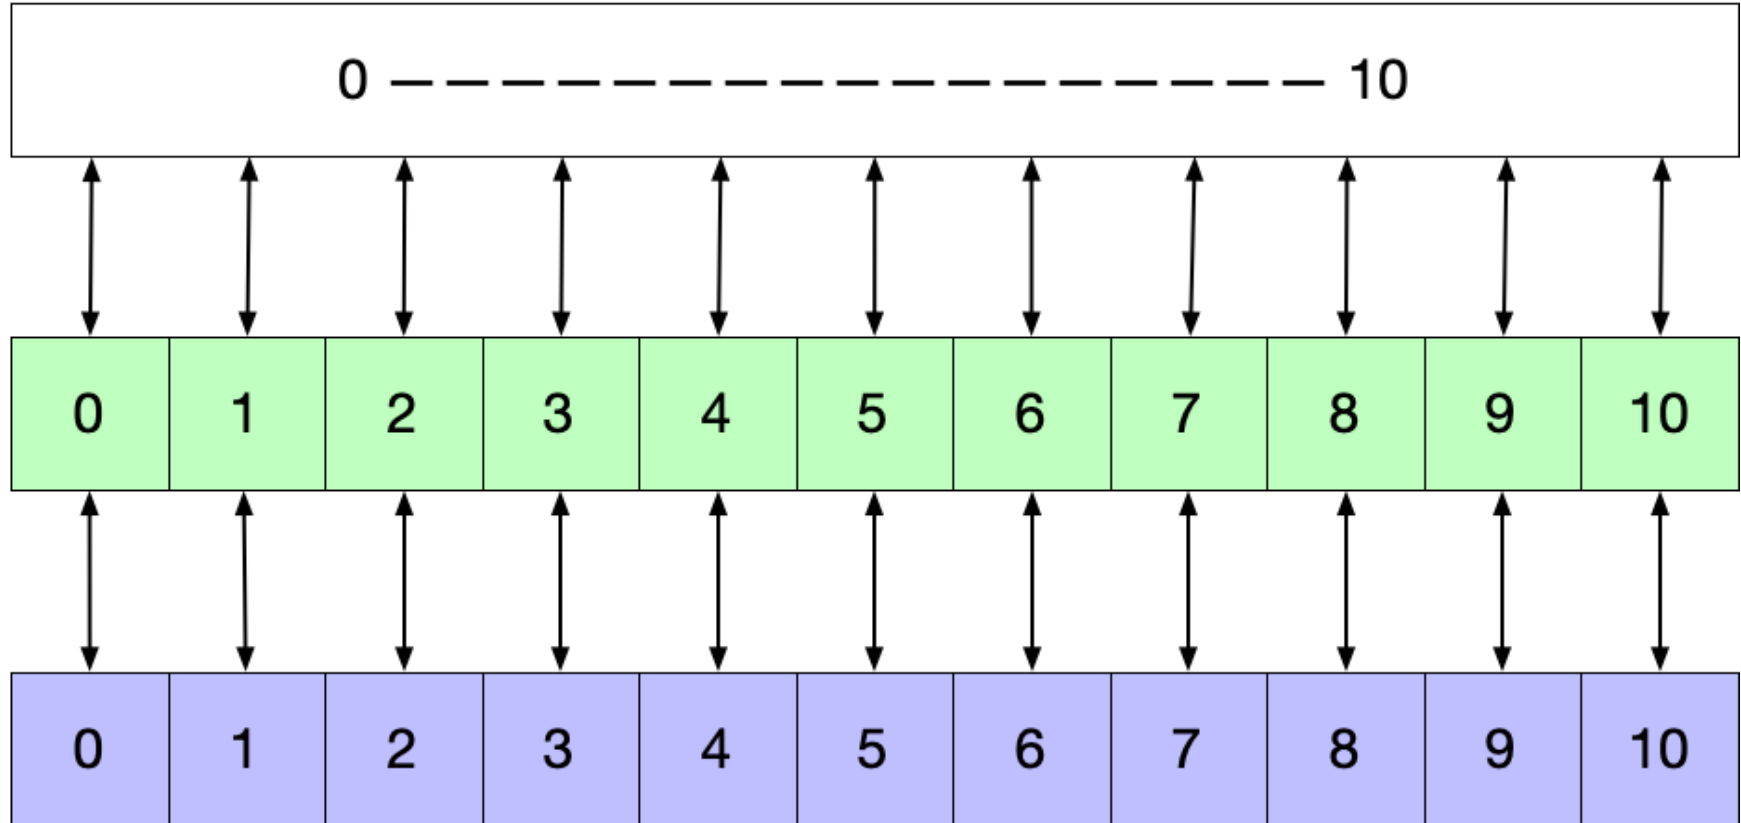 0 — — — — — — — — — — — — — — — — — 10
0 1 2 3 4 5 6 7 8 9 10
0 1 2 3 4 5 6 7 8 9 10